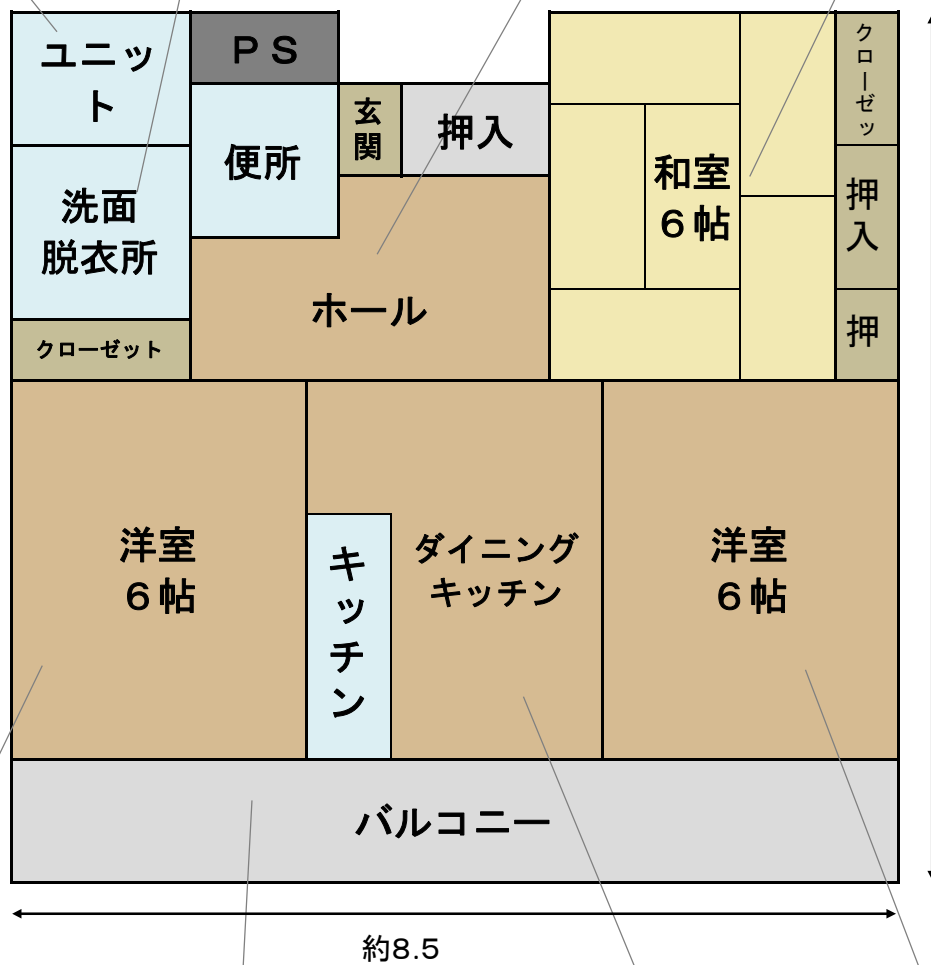 ユニッ
ト
ＰＳ
クローゼッ
玄
関
押入
便所
和室
６帖
洗面
脱衣所
押
入
ホール
押
クローゼット
洋室
６帖
キッチン
ダイニング
キッチン
洋室
６帖
バルコニー
約8.5